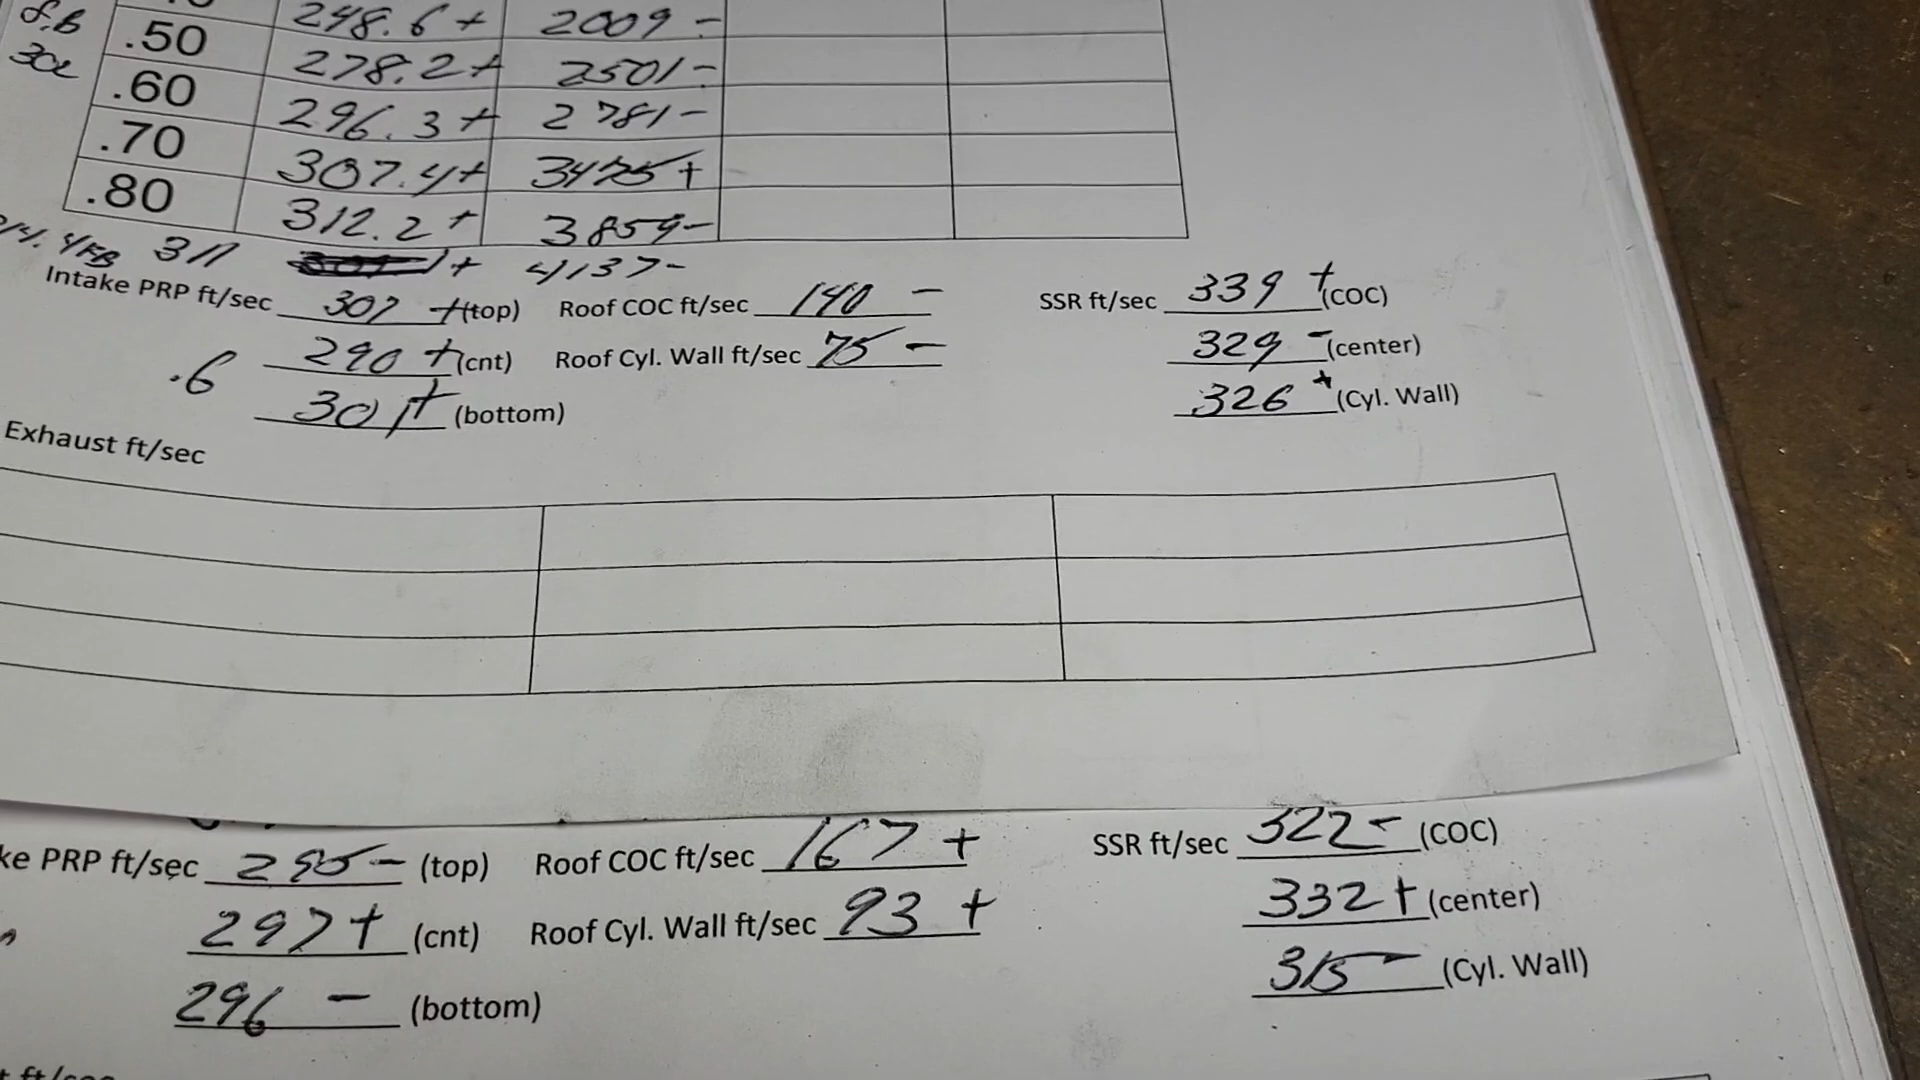 8.B .50 248.6+ 2009-
30c .60 278.2+ 2501-
.70 296.3+ 2781-
.80 307.4+ 3475+
312.2+ 3859-
311 + 4137-
Intake PRP ft/sec 307 +(top) Roof COC ft/sec 140 - SSR ft/sec 339 +(COC)
.6 290 +(cnt) Roof Cyl. Wall ft/sec 75 - 329 -(center)
301+ (bottom) 326 +(Cyl. Wall)
Exhaust ft/sec
ke PRP ft/sec 295- (top) Roof COC ft/sec 167 + SSR ft/sec 322- (COC)
297+ (cnt) Roof Cyl. Wall ft/sec 93 + 332+ (center)
296 - (bottom) 315- (Cyl. Wall)